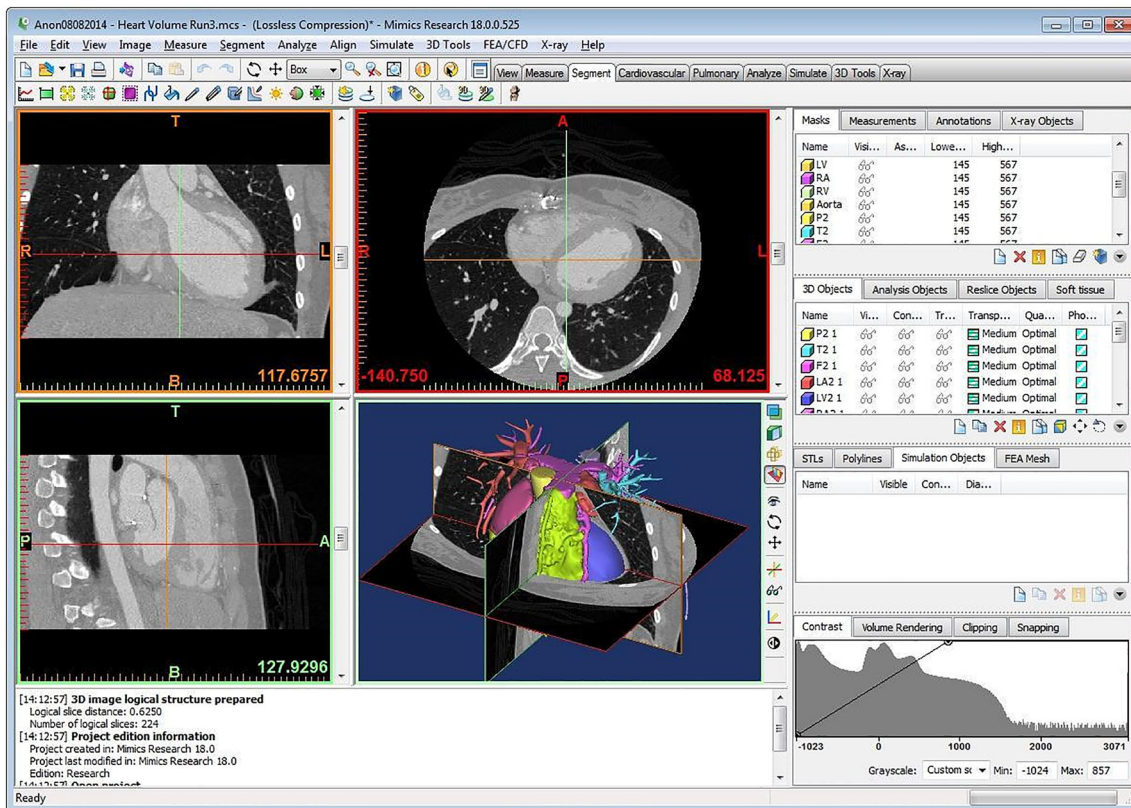 Anon08082014 - Heart Volume Run3.mcs - (Lossless Compression)* - Mimics Research 18.0.0.525
File Edit View Image Measure Segment Analyze Align Simulate 3D Tools FEA/CFD X-ray Help
Box View Measure Segment Cardiovascular Pulmonary Analyze Simulate 3D Tools X-ray
T
R
L
B
117.6757
A
R
L
P
-140.750
68.125
T
P
A
B
127.9296
Masks Measurements Annotations X-ray Objects
Name Visi... As... Lowe... High...
LV 145 567
RA 145 567
RV 145 567
Aorta 145 567
P2 145 567
T2 145 567
3D Objects Analysis Objects Reslice Objects Soft tissue
Name Vi... Con... Tr... Transp... Qua... Pho...
P2 1 Medium Optimal
T2 1 Medium Optimal
F2 1 Medium Optimal
LA2 1 Medium Optimal
LV2 1 Medium Optimal
Medium Optimal
STLs Polylines Simulation Objects FEA Mesh
Name Visible Con... Dia...
Contrast Volume Rendering Clipping Snapping
-1023 0 1000 2000 3071
Grayscale: Custom sc Min: -1024 Max: 857
[14:12:57] 3D image logical structure prepared
Logical slice distance: 0.6250
Number of logical slices: 224
[14:12:57] Project edition information
Project created in: Mimics Research 18.0
Project last modified in: Mimics Research 18.0
Edition: Research
[14:12:57] Open project
Ready